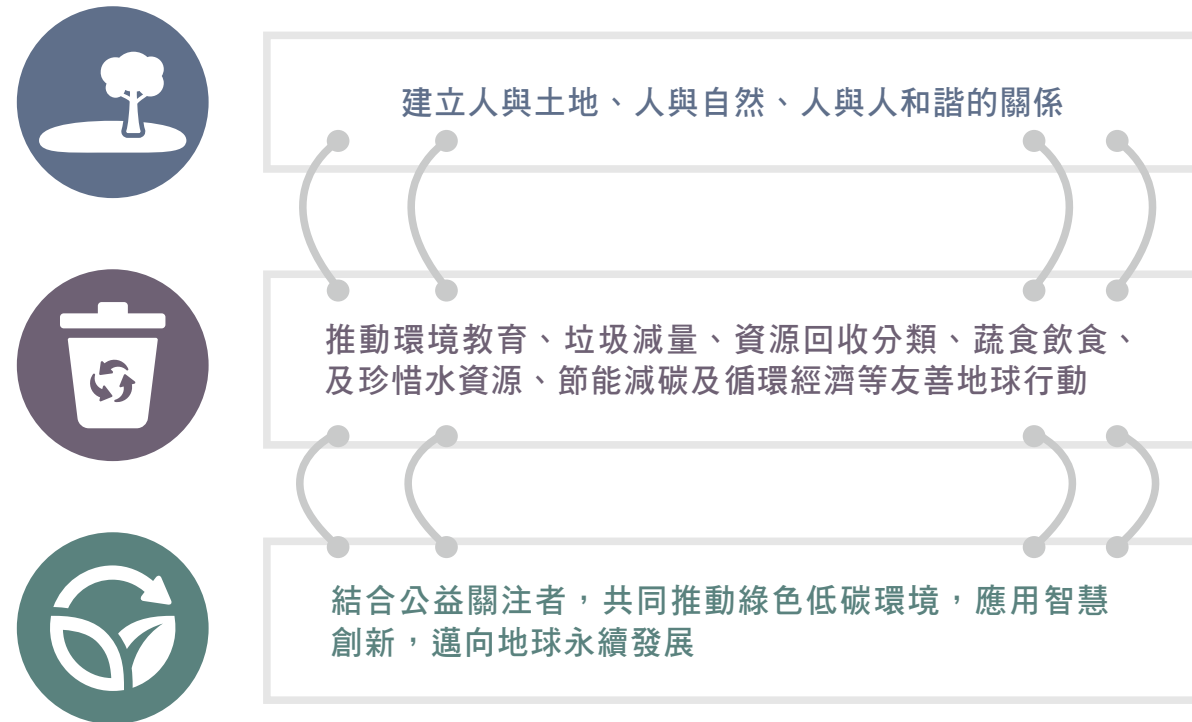 建立人與土地、人與自然、人與人和諧的關係
推動環境教育、垃圾減量、資源回收分類、蔬食飲食、
及珍惜水資源、節能減碳及循環經濟等友善地球行動
結合公益關注者，共同推動綠色低碳環境，應用智慧
創新，邁向地球永續發展